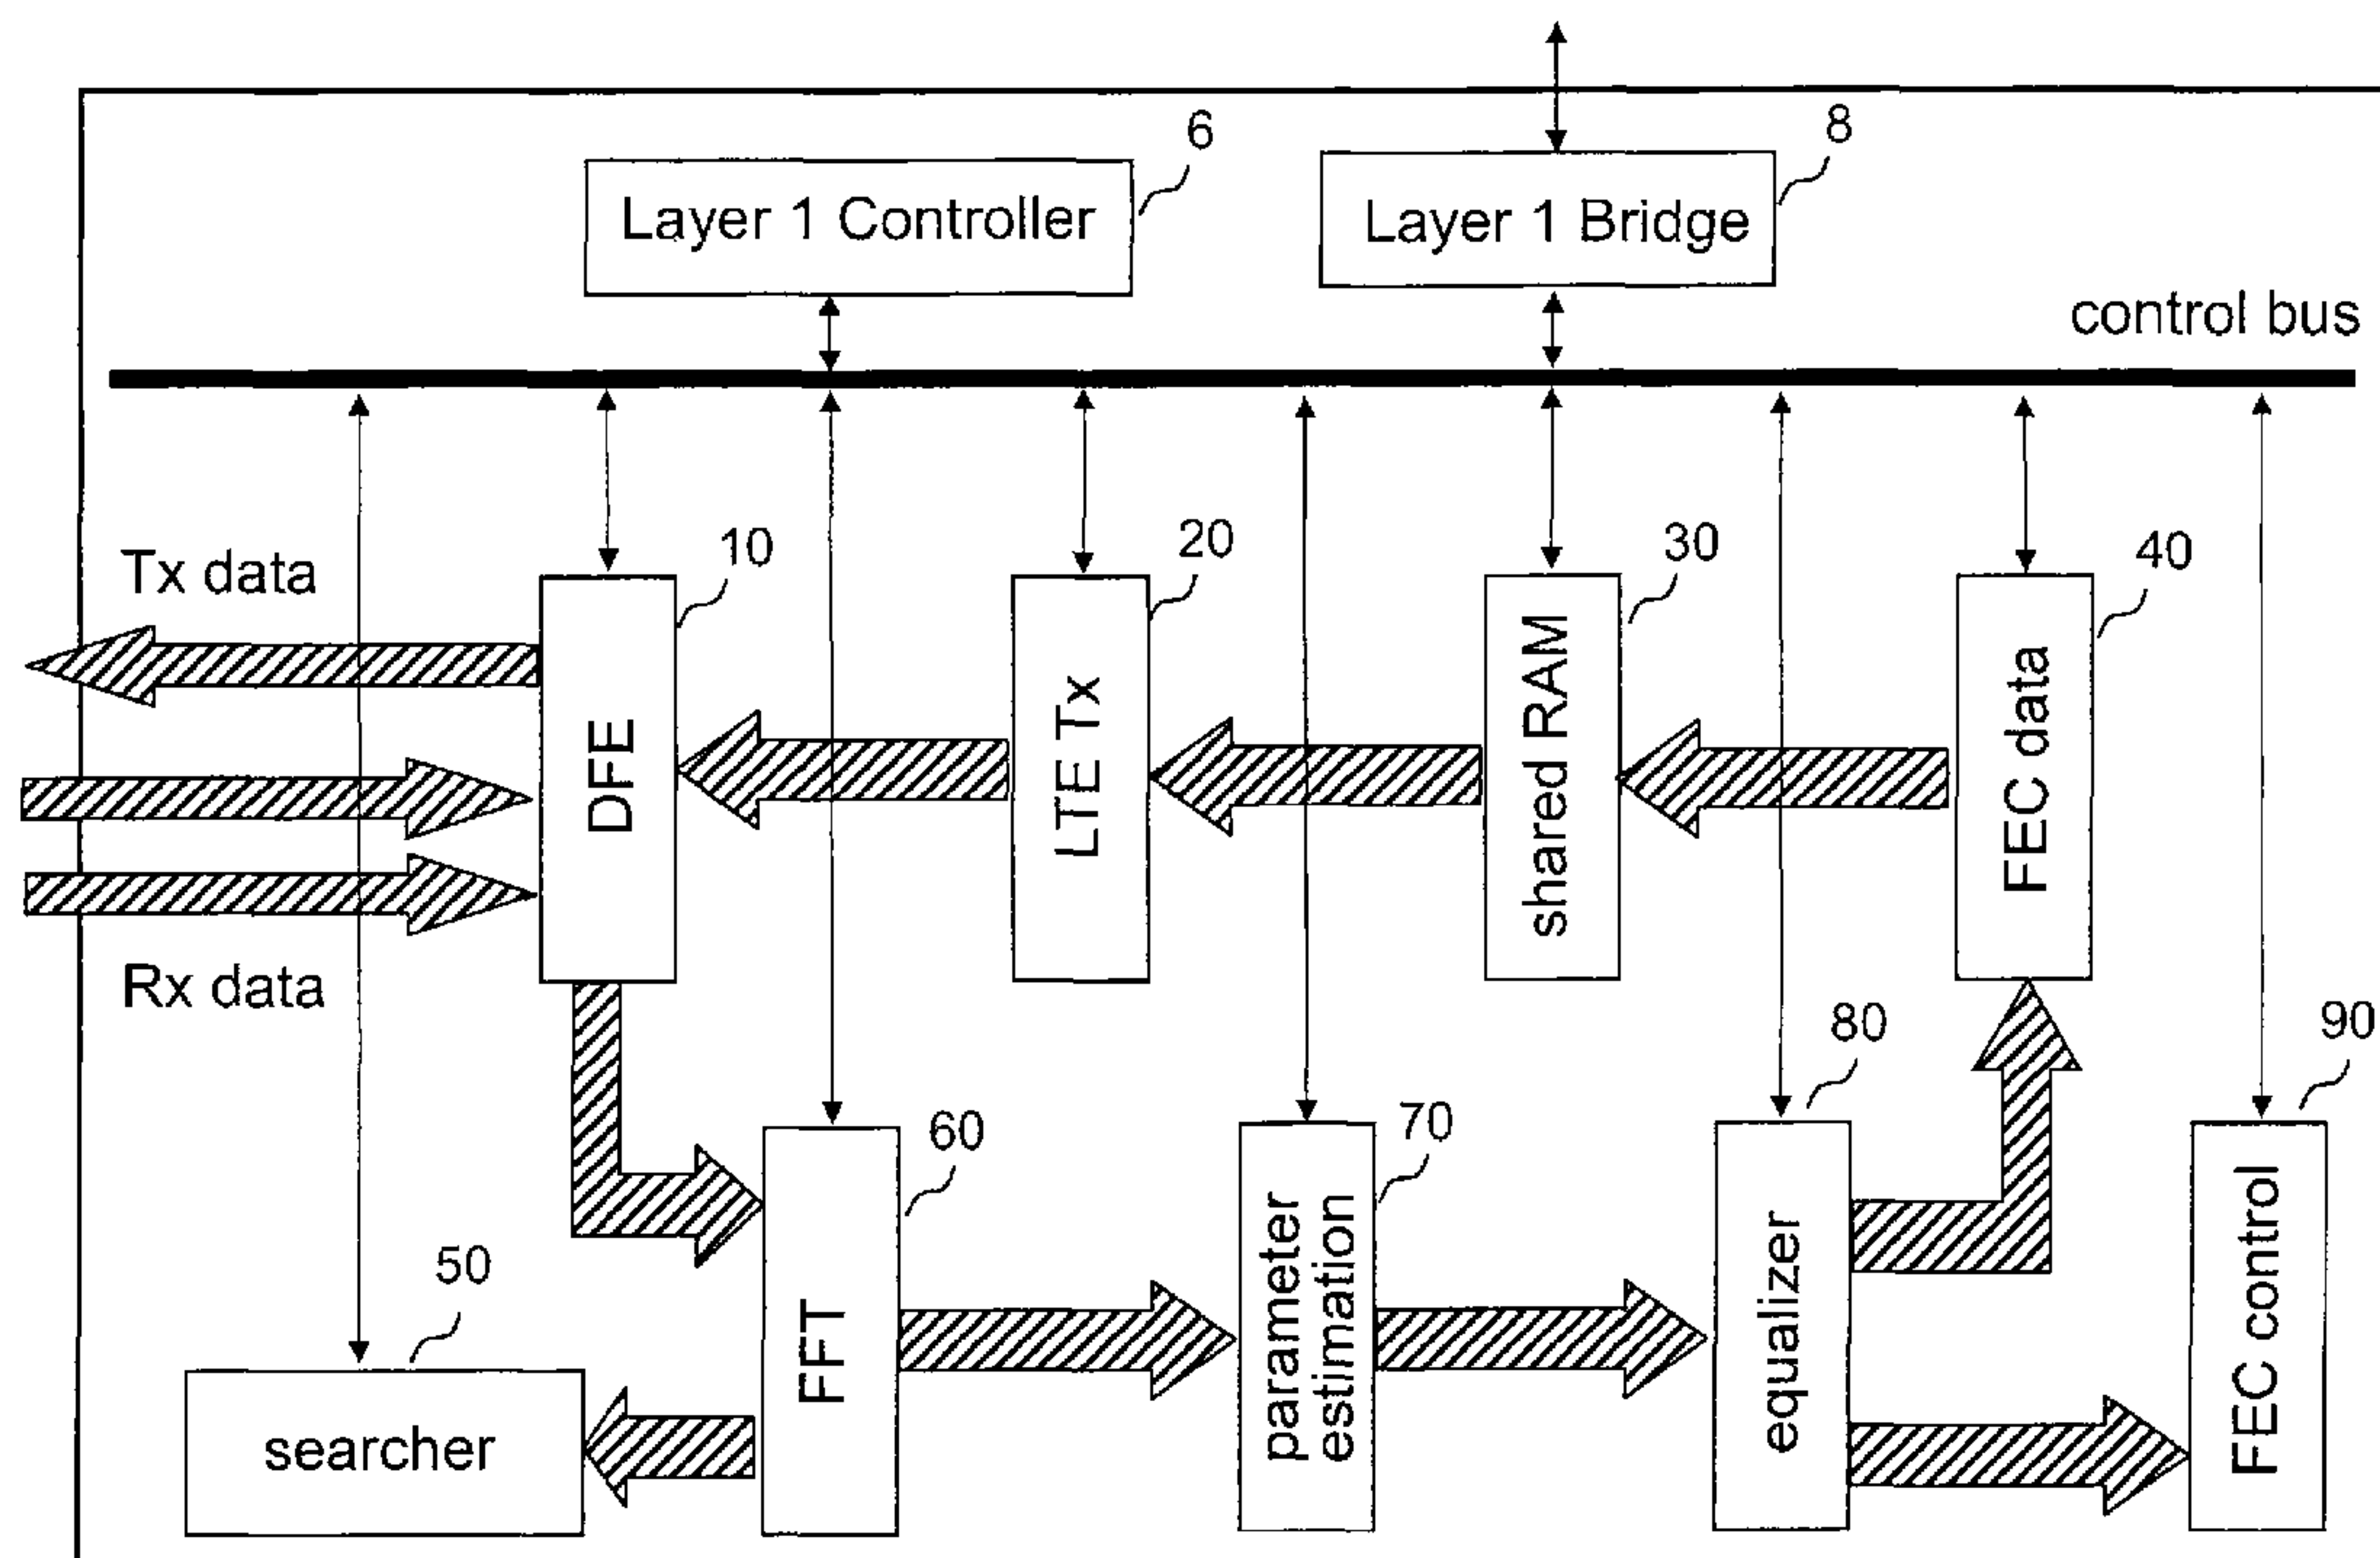 6
8
Layer 1 Controller
Layer 1 Bridge
control bus
10
20
30
40
Tx data
DFE
LTE Tx
shared RAM
FEC data
Rx data
80
90
60
70
50
FFT
parameter
estimation
equalizer
FEC control
searcher